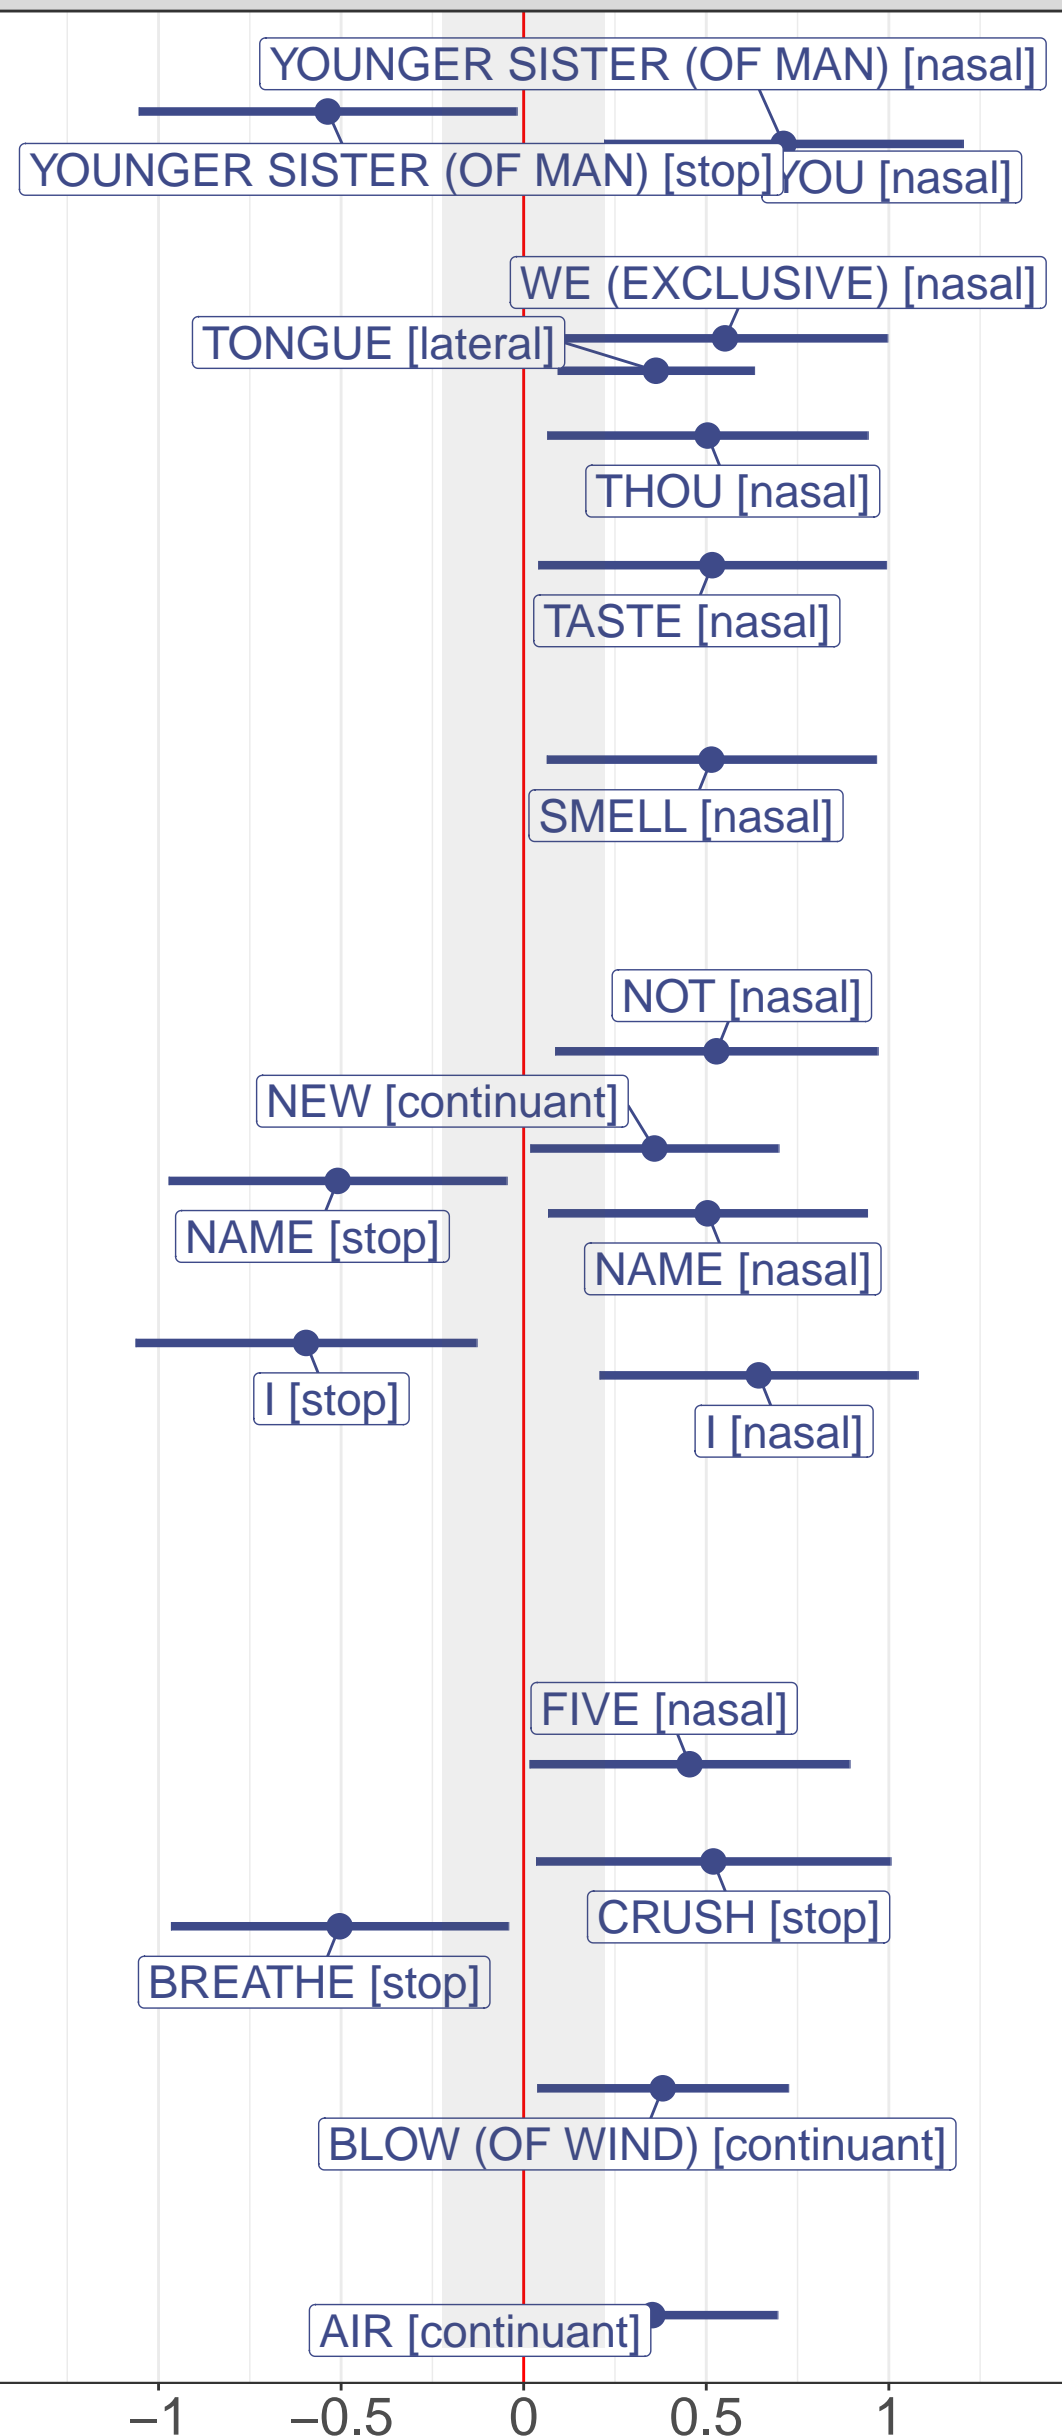 YOUNGER SISTER (OF MAN) [nasal]
YOUNGER SISTER (OF MAN) [stop]
YOU [nasal]
WE (EXCLUSIVE) [nasal]
TONGUE [lateral]
THOU [nasal]
TASTE [nasal]
SMELL [nasal]
NOT [nasal]
NEW [continuant]
NAME [stop]
NAME [nasal]
I [stop]
I [nasal]
FIVE [nasal]
CRUSH [stop]
BREATHE [stop]
BLOW (OF WIND) [continuant]
AIR [continuant]
−1 −0.5 0 0.5 1